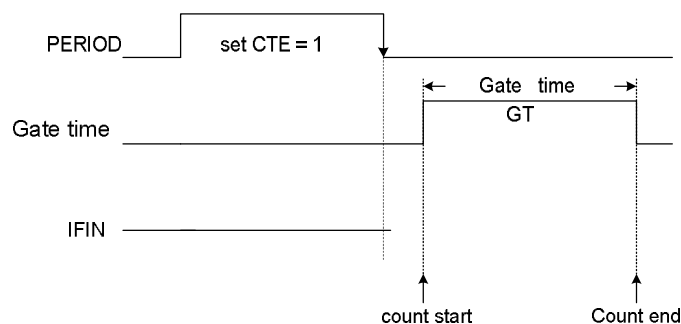 PERIOD
set CTE = 1
Gate time
GT
Gate time
IFIN
count start
Count end